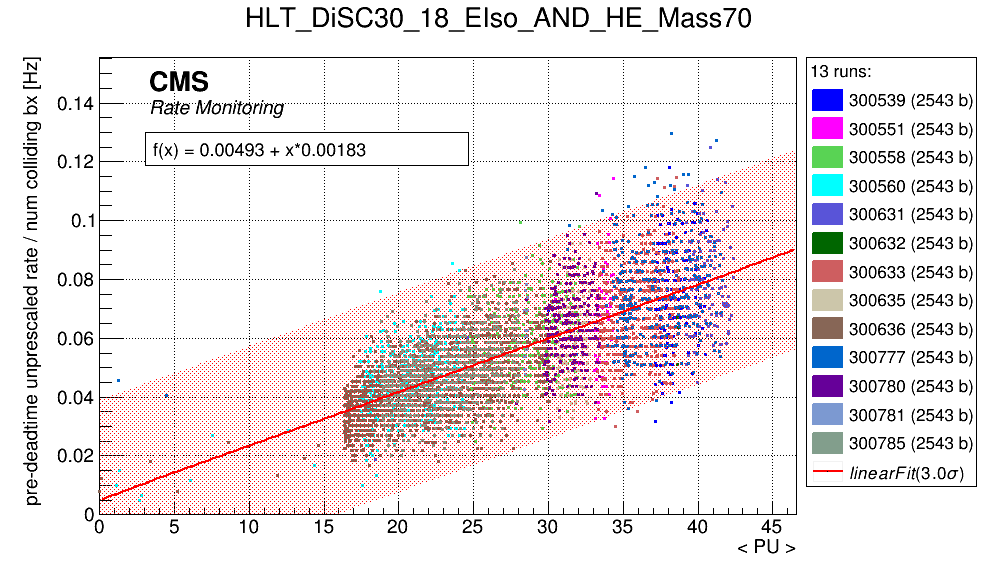 HLT_DiSC30_18_EIso_AND_HE_Mass70
pre-deadtime unprescaled rate / num colliding bx [Hz]
CMS
Rate Monitoring
f(x) = 0.00493 + x*0.00183
0.14
0.12
0.1
0.08
0.06
0.04
0.02
0
0 5 10 15 20 25 30 35 40 45
< PU >
13 runs:
300539 (2543 b)
300551 (2543 b)
300558 (2543 b)
300560 (2543 b)
300631 (2543 b)
300632 (2543 b)
300633 (2543 b)
300635 (2543 b)
300636 (2543 b)
300777 (2543 b)
300780 (2543 b)
300781 (2543 b)
300785 (2543 b)
linearFit(3.0σ)